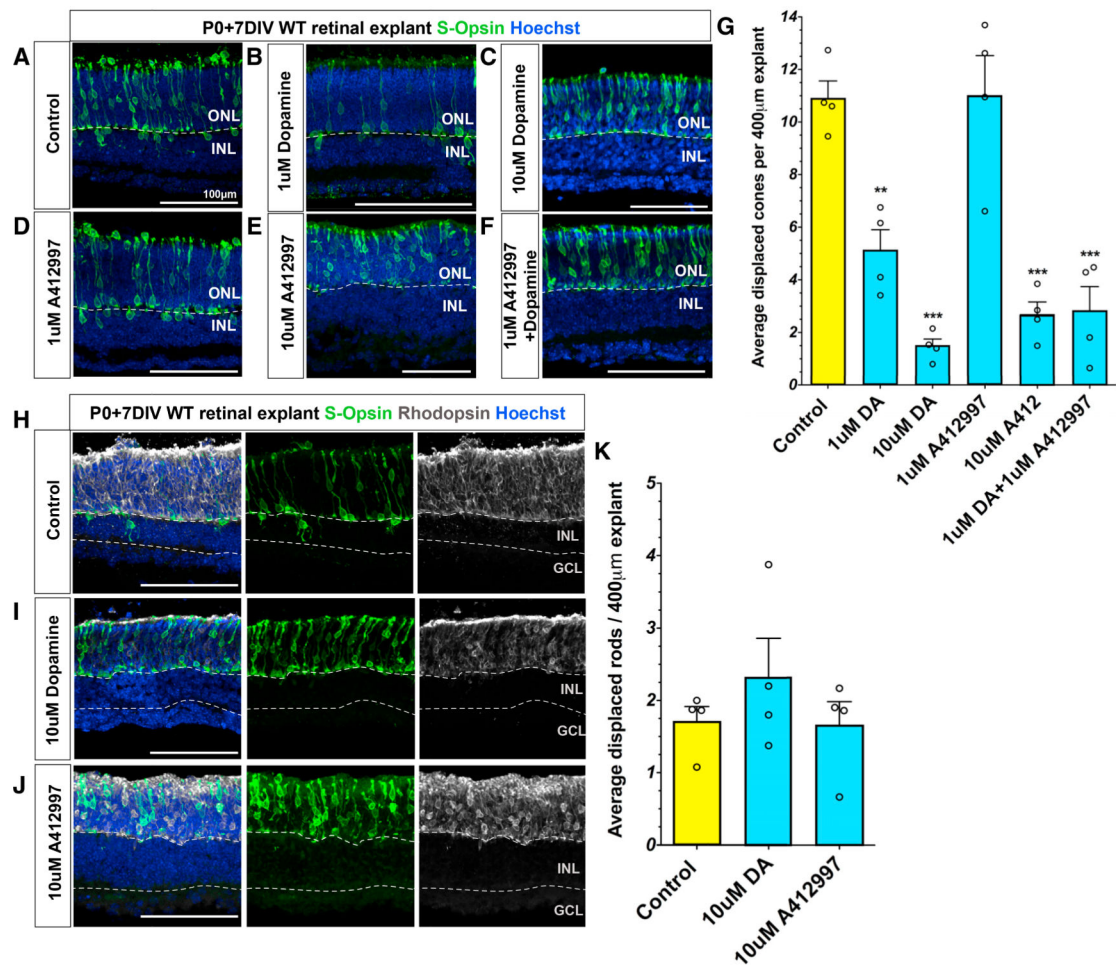 P0+7DIV WT retinal explant S-Opsin Hoechst
A
Control
ONL
INL
100µm
B
1uM Dopamine
ONL
INL
C
10uM Dopamine
ONL
INL
D
1uM A412997
ONL
INL
E
10uM A412997
ONL
INL
F
1uM A412997
+Dopamine
ONL
INL
G
Average displaced cones per 400µm explant
14
12
10
8
6
4
2
0
**
***
***
***
Control
1uM DA
10uM DA
1uM A412997
10uM A412
1uM DA+1uM A412997
P0+7DIV WT retinal explant S-Opsin Rhodopsin Hoechst
H
Control
INL
GCL
I
10uM Dopamine
INL
GCL
J
10uM A412997
INL
GCL
K
Average displaced rods / 400µm explant
5
4
3
2
1
0
Control
10uM DA
10uM A412997